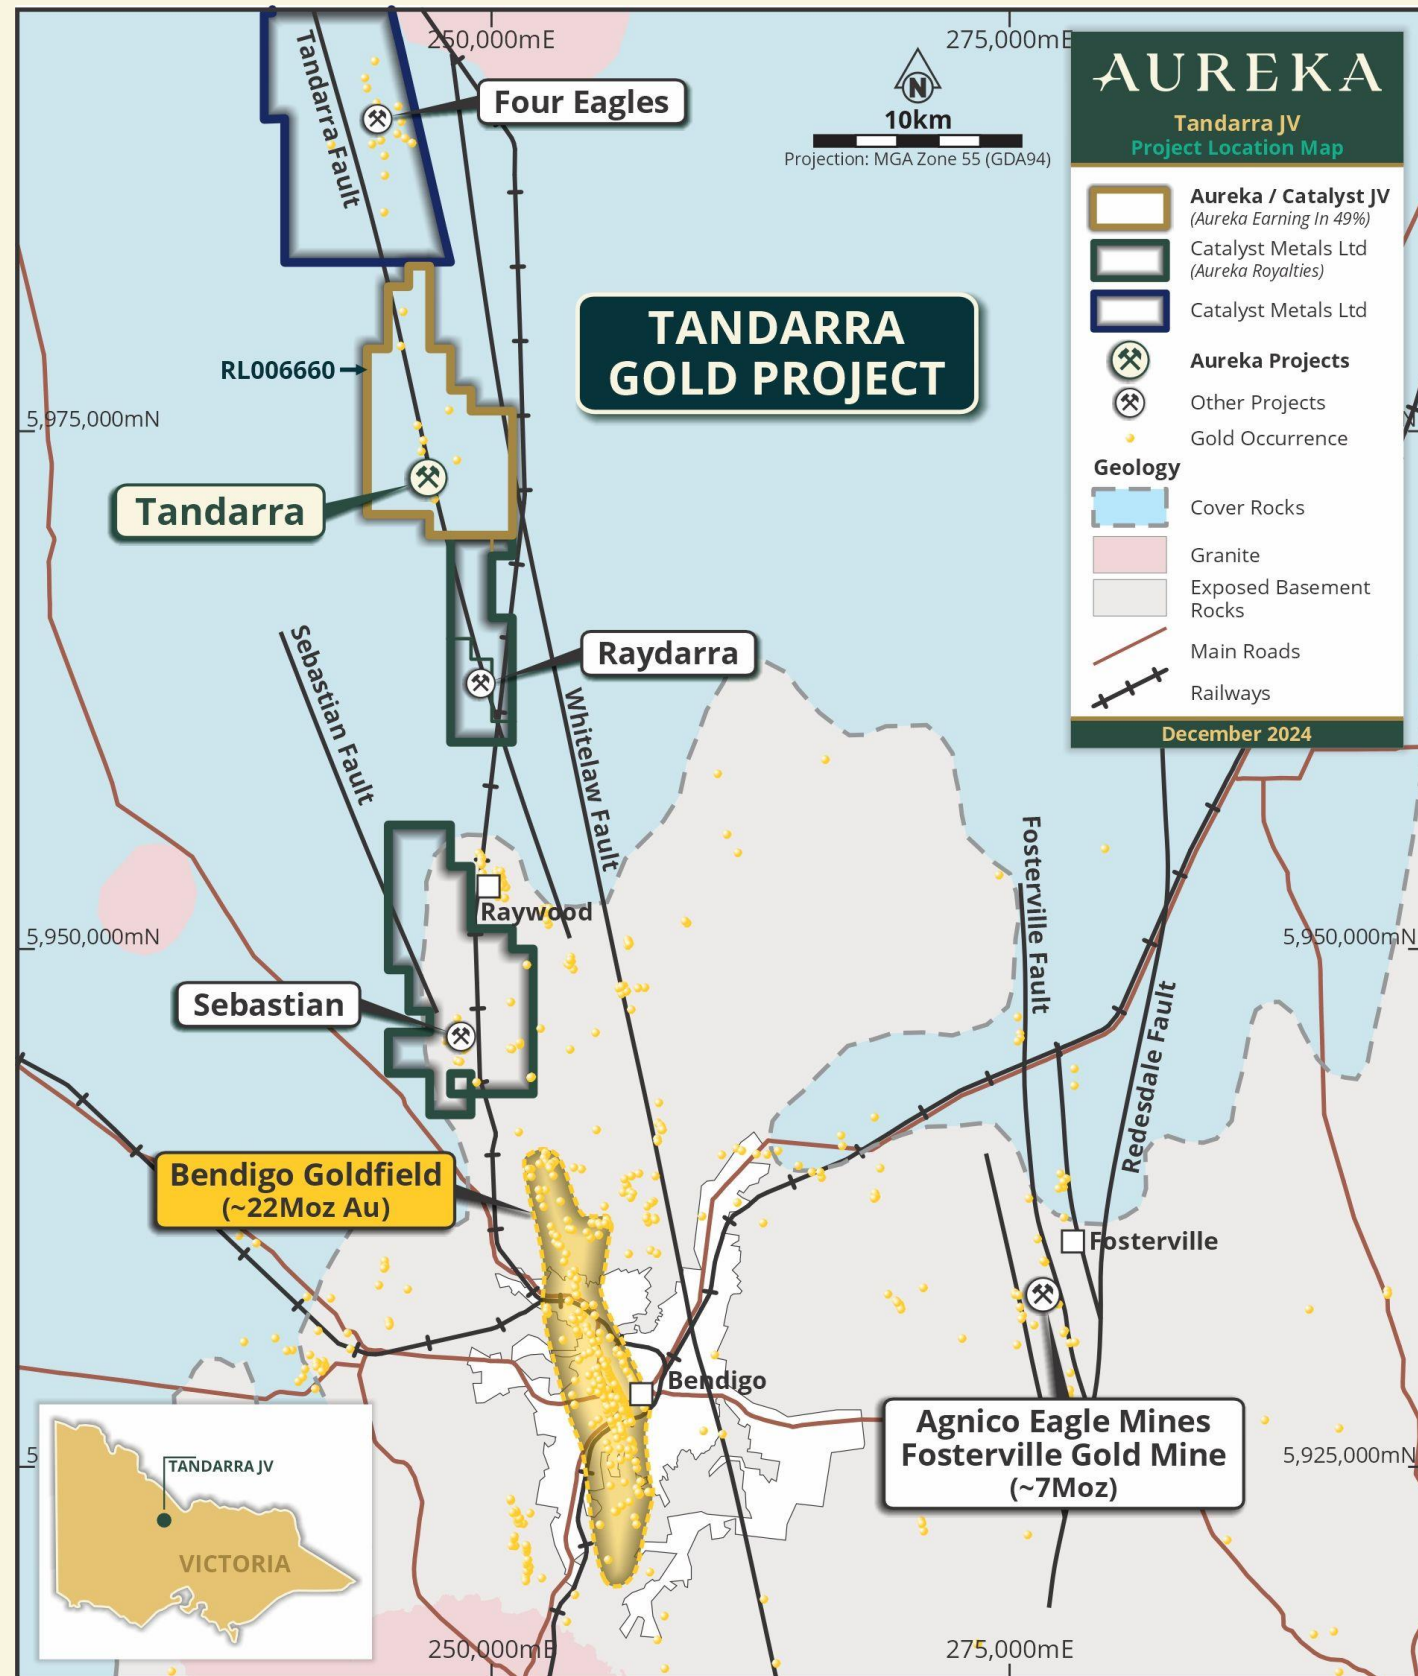 250,000mE
275,000mE
Tandarra Fault
Four Eagles
N
10km
Projection: MGA Zone 55 (GDA94)
AUREKA
Tandarra JV
Project Location Map
Aureka / Catalyst JV
(Aureka Earning In 49%)
Catalyst Metals Ltd
(Aureka Royalties)
Catalyst Metals Ltd
Aureka Projects
Other Projects
Gold Occurrence
Geology
Cover Rocks
Granite
Exposed Basement
Rocks
Main Roads
Railways
December 2024
TANDARRA
GOLD PROJECT
RL006660
5,975,000mN
Tandarra
Sebastian Fault
Raydarra
Whitelaw Fault
Fosterville Fault
Raywood
5,950,000mN
5,950,000mN
Sebastian
Redesdale Fault
Bendigo Goldfield
(~22Moz Au)
Fosterville
Bendigo
Agnico Eagle Mines
Fosterville Gold Mine
(~7Moz)
5,925,000mN
TANDARRA JV
VICTORIA
250,000mE
275,000mE